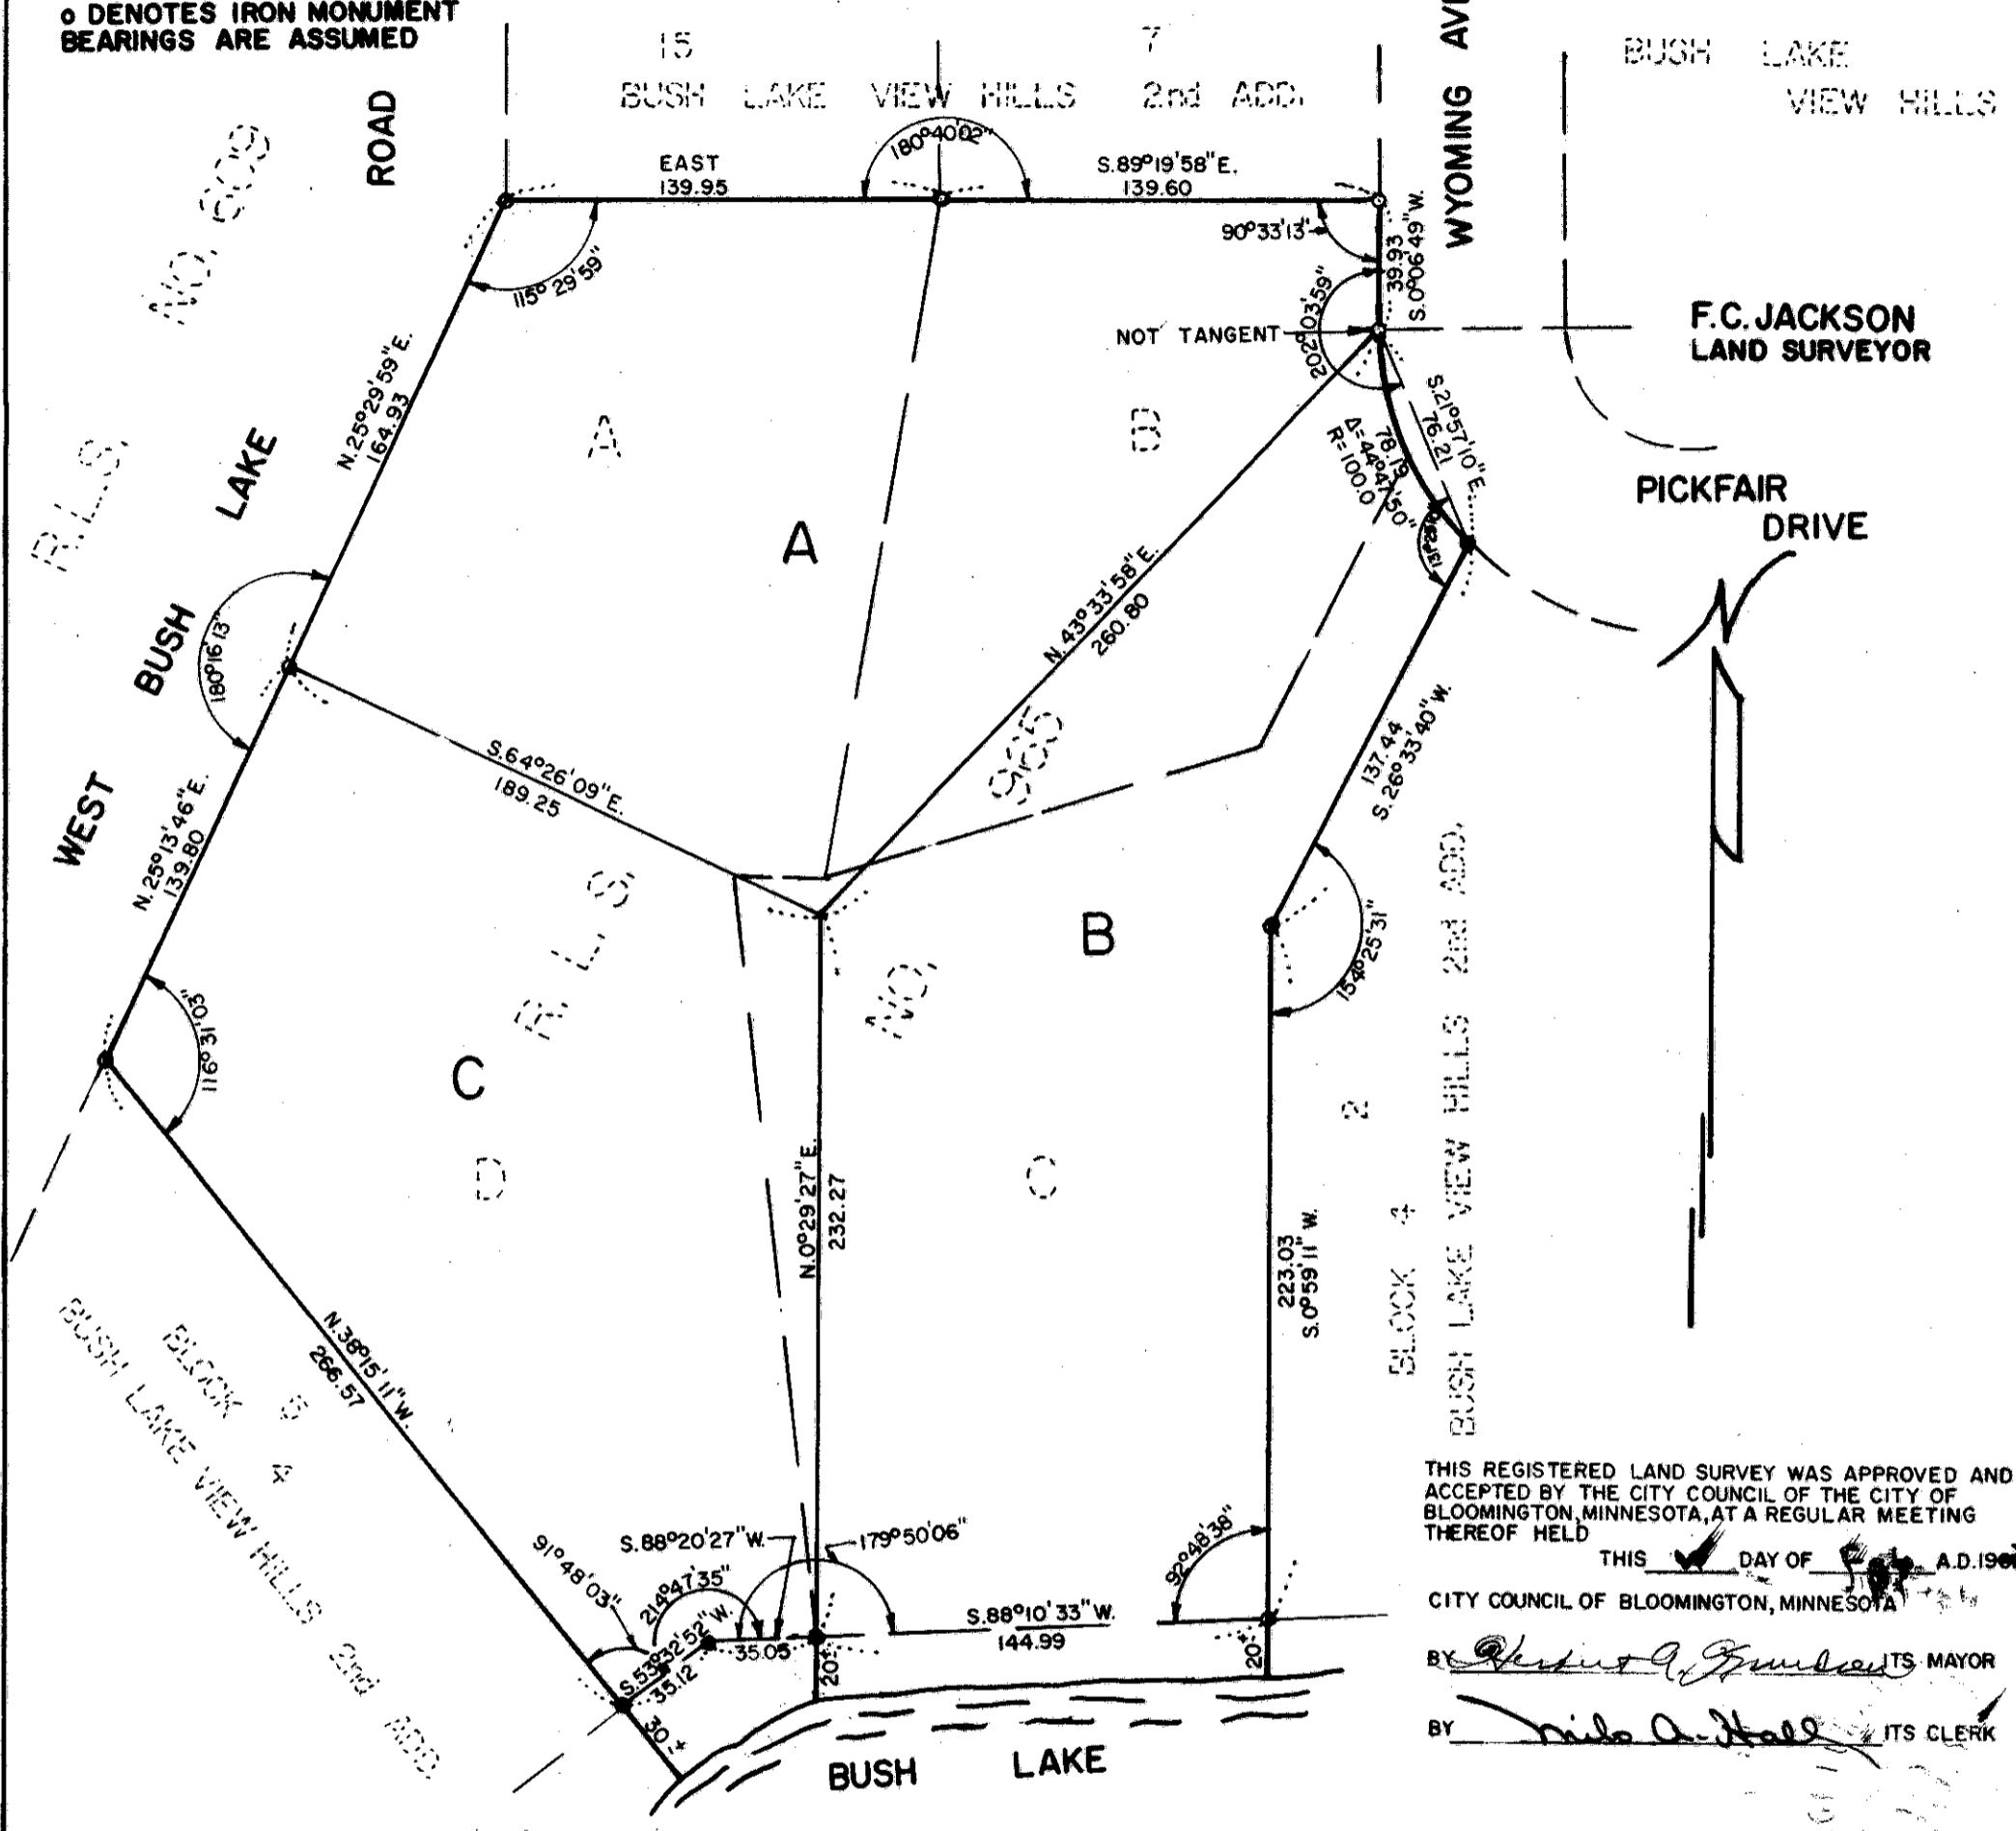 o DENOTES IRON MONUMENT
BEARINGS ARE ASSUMED
15
7
BUSH LAKE VIEW HILLS 2nd ADD.
BUSH LAKE
VIEW HILLS
WYOMING
R.L.S.
NO. 809
WEST BUSH LAKE ROAD
EAST
139.95
180°40'02"
S.89°19'58"E.
139.60
90°33'13"
39.93
S.0°06'49"W.
115°29'59"
202°03'59"
NOT TANGENT
F.C. JACKSON
LAND SURVEYOR
N.25°29'59"E.
164.93
A
B
S.21°57'10"E.
76.21
78.19
Δ=44°47'50"
R=100.0
PICKFAIR
DRIVE
A
N.43°33'58"E.
260.80
180°16'13"
S.64°26'09"E.
189.25
137.44
S.26°33'40"W.
N.25°13'46"E.
139.80
R.L.S. NO. 965
B
154°25'31"
116°31'03"
C
D
C
N.0°29'27"E.
232.27
223.03
S.0°59'11"W.
2
BLOCK 4
BUSH LAKE VIEW HILLS 2nd ADD.
N.38°15'11"W.
266.57
BLOCK
4
BUSH LAKE VIEW HILLS 2nd ADD.
91°48'03"
214°47'35"
S.88°20'27"W.
179°50'06"
92°48'38"
S.53°32'52"W.
35.12
35.05
S.88°10'33"W.
144.99
20±
20±
30±
BUSH LAKE
THIS REGISTERED LAND SURVEY WAS APPROVED AND
ACCEPTED BY THE CITY COUNCIL OF THE CITY OF
BLOOMINGTON, MINNESOTA, AT A REGULAR MEETING
THEREOF HELD
THIS DAY OF A.D.
CITY COUNCIL OF BLOOMINGTON, MINNESOTA
BY ITS MAYOR
BY Milo A. Hall ITS CLERK